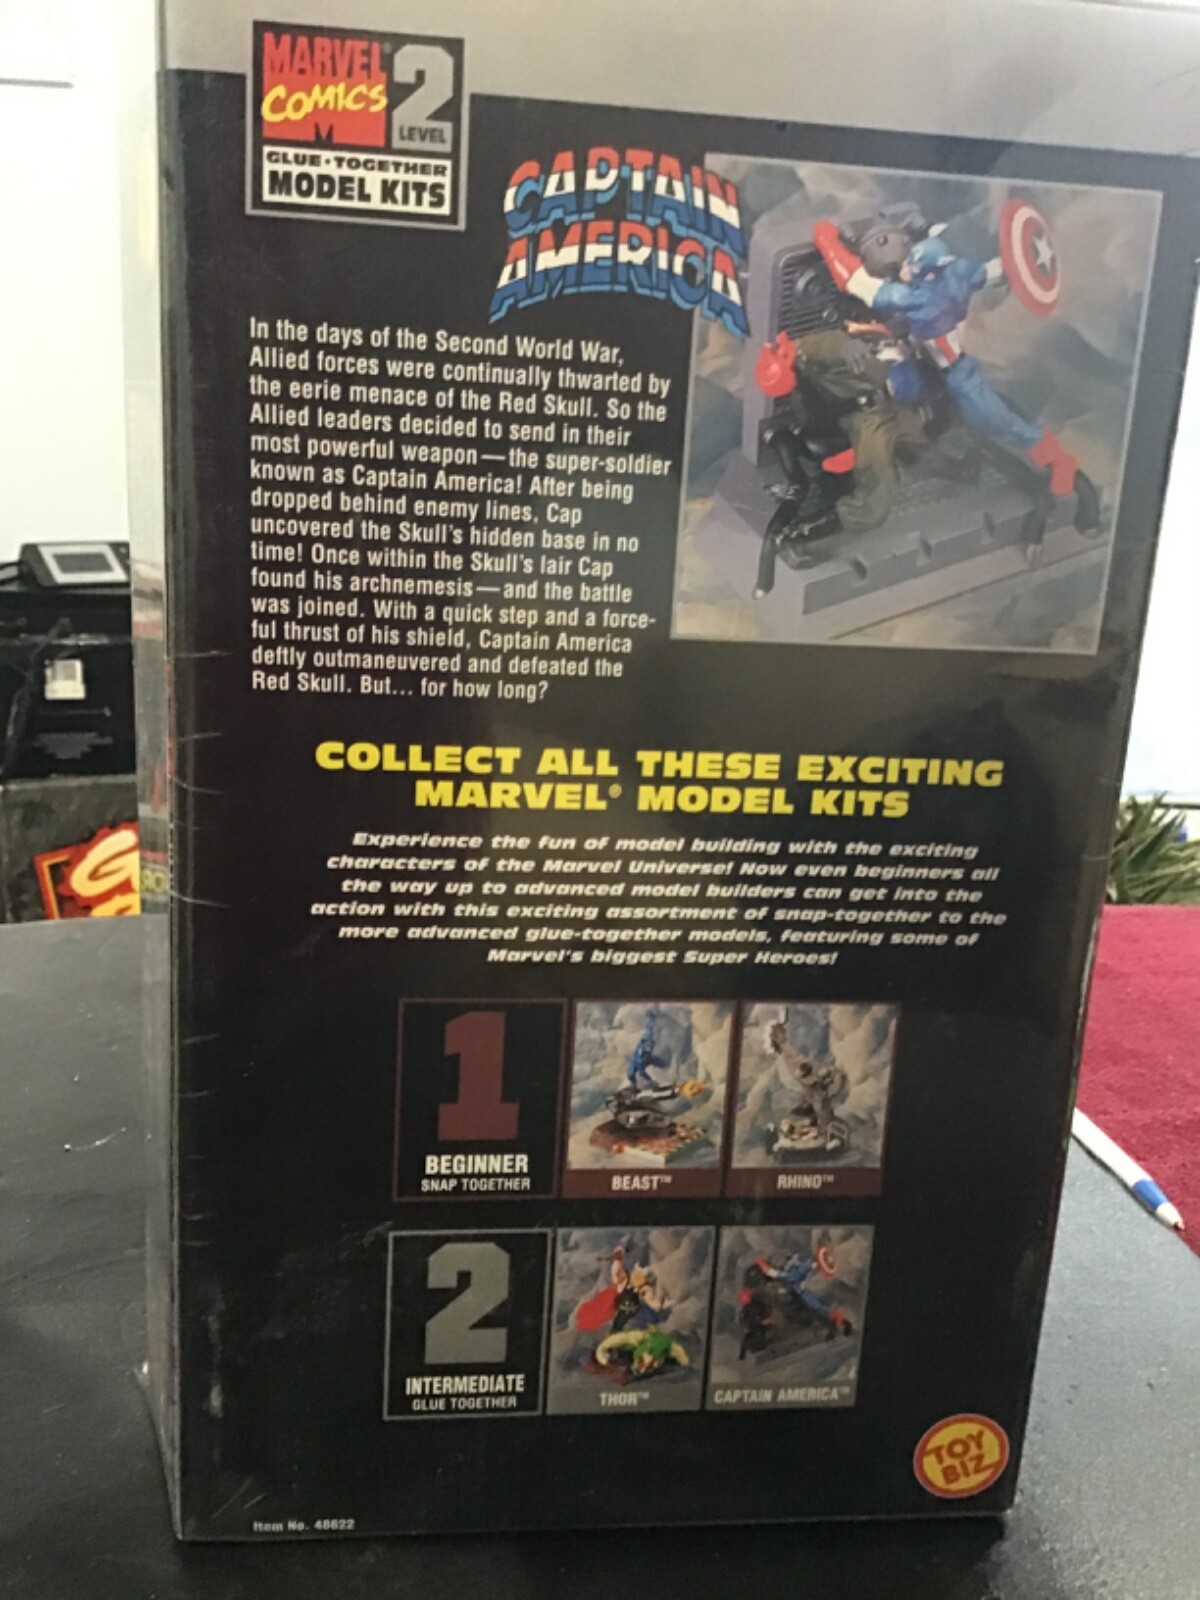 MARVEL®
COMICS
2
LEVEL
GLUE•TOGETHER
MODEL KITS
CAPTAIN
AMERICA
In the days of the Second World War,
Allied forces were continually thwarted by
the eerie menace of the Red Skull. So the
Allied leaders decided to send in their
most powerful weapon—the super-soldier
known as Captain America! After being
dropped behind enemy lines, Cap
uncovered the Skull's hidden base in no
time! Once within the Skull's lair Cap
found his archnemesis—and the battle
was joined. With a quick step and a force-
ful thrust of his shield, Captain America
deftly outmaneuvered and defeated the
Red Skull. But... for how long?
COLLECT ALL THESE EXCITING
MARVEL® MODEL KITS
Experience the fun of model building with the exciting
characters of the Marvel Universe! Now even beginners all
the way up to advanced model builders can get into the
action with this exciting assortment of snap-together to the
more advanced glue-together models, featuring some of
Marvel's biggest Super Heroes!
1
BEGINNER
SNAP TOGETHER
BEAST™
RHINO™
2
INTERMEDIATE
GLUE TOGETHER
THOR™
CAPTAIN AMERICA™
TOY
BIZ
Item No. 48622